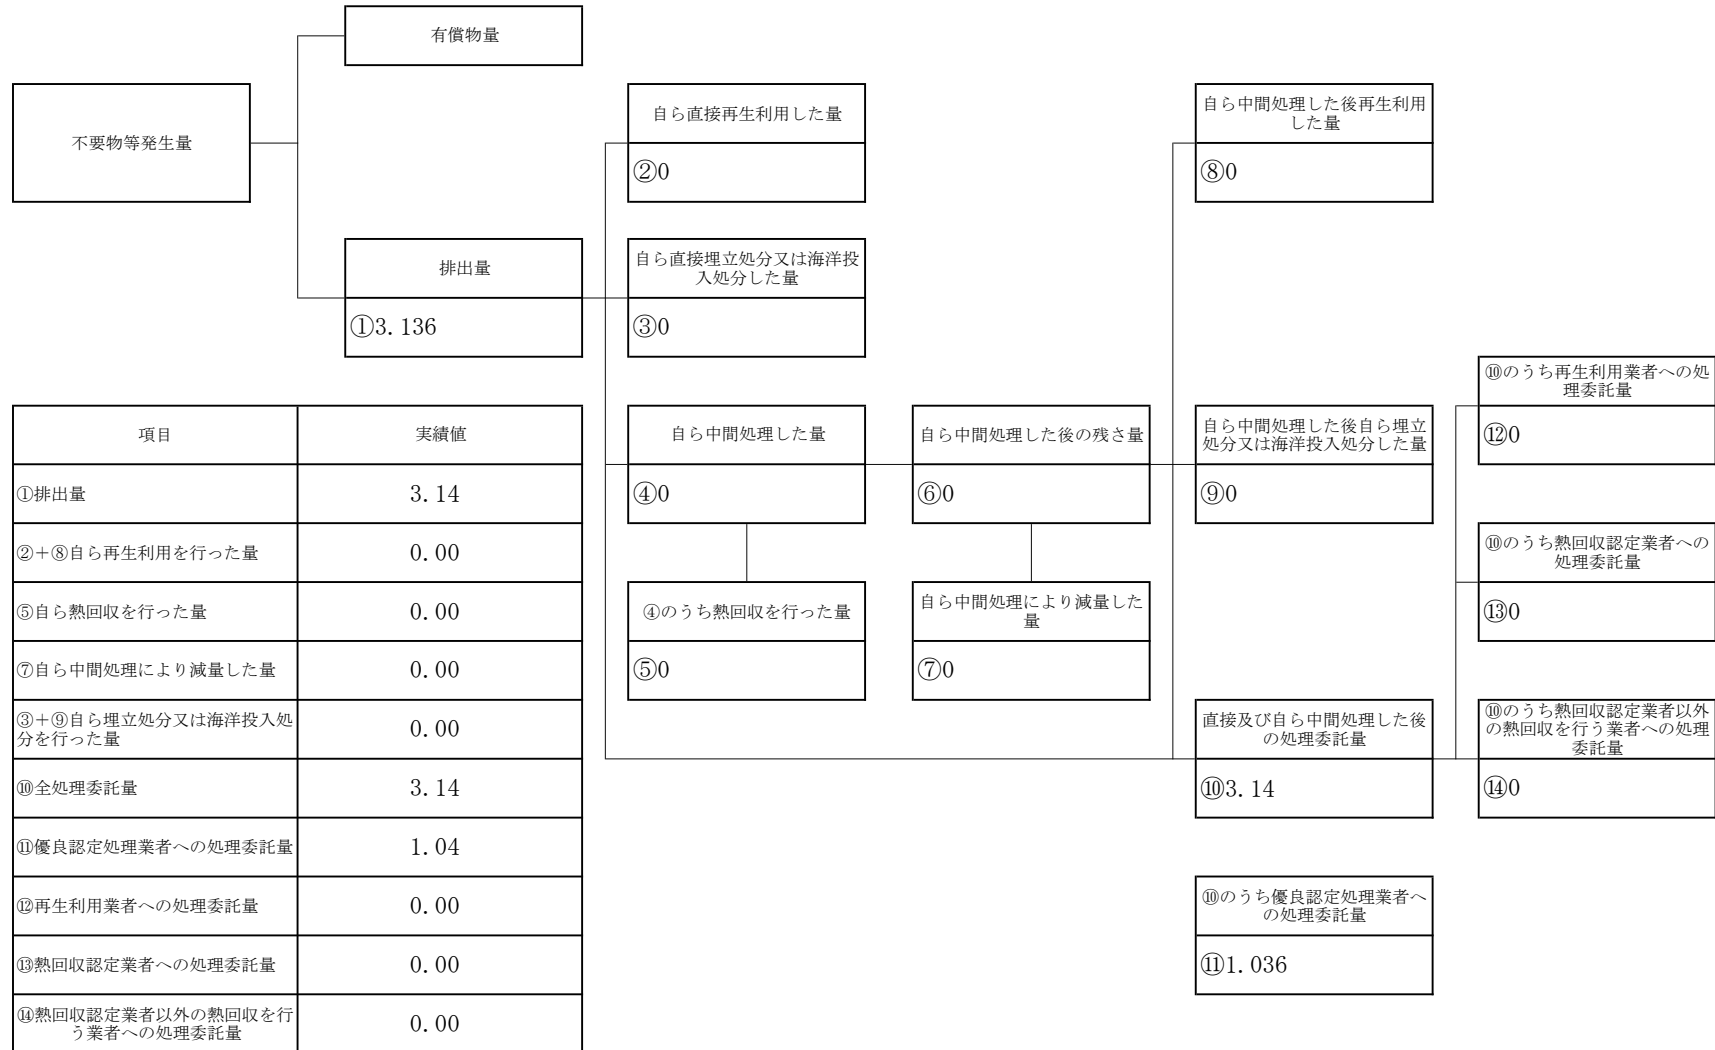 有償物量
不要物等発生量
自ら直接再生利用した量
②0
自ら中間処理した後再生利用
した量
⑧0
排出量
①3.136
自ら直接埋立処分又は海洋投
入処分した量
③0
⑩のうち再生利用業者への処
理委託量
⑫0
自ら中間処理した量
④0
自ら中間処理した後の残さ量
⑥0
自ら中間処理した後自ら埋立
処分又は海洋投入処分した量
⑨0
⑩のうち熱回収認定業者への
処理委託量
⑬0
④のうち熱回収を行った量
⑤0
自ら中間処理により減量した
量
⑦0
直接及び自ら中間処理した後
の処理委託量
⑩3.14
⑩のうち熱回収認定業者以外
の熱回収を行う業者への処理
委託量
⑭0
⑩のうち優良認定処理業者へ
の処理委託量
⑪1.036
項目 実績値
①排出量 3.14
②+⑧自ら再生利用を行った量 0.00
⑤自ら熱回収を行った量 0.00
⑦自ら中間処理により減量した量 0.00
③+⑨自ら埋立処分又は海洋投入処
分を行った量 0.00
⑩全処理委託量 3.14
⑪優良認定処理業者への処理委託量 1.04
⑫再生利用業者への処理委託量 0.00
⑬熱回収認定業者への処理委託量 0.00
⑭熱回収認定業者以外の熱回収を行
う業者への処理委託量 0.00